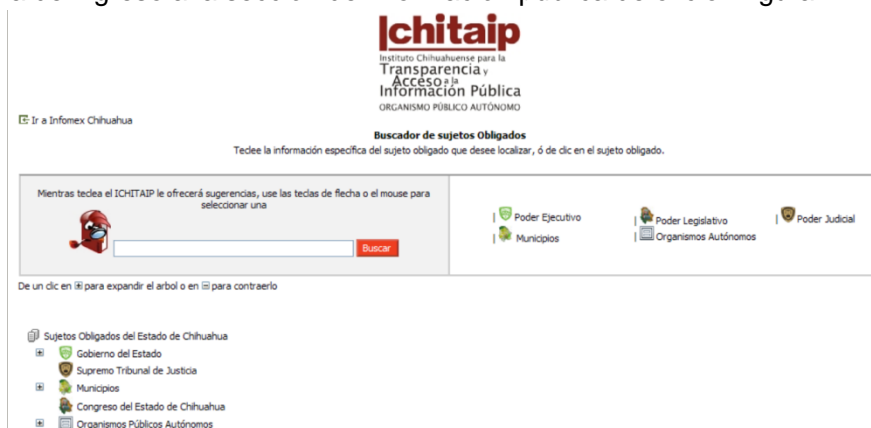 Ichitaip
Instituto Chihuahuense para la
Transparencia y
Acceso a la
Información Pública
ORGANISMO PÚBLICO AUTÓNOMO
Ir a Infomex Chihuahua
Buscador de sujetos Obligados
Teclee la información específica del sujeto obligado que desee localizar, ó de clic en el sujeto obligado.
Mientras teclea el ICHITAIP le ofrecerá sugerencias, use las teclas de flecha o el mouse para
seleccionar una
Buscar
| Poder Ejecutivo | Poder Legislativo | Poder Judicial
| Municipios | Organismos Autónomos
De un clic en ⊞ para expandir el arbol o en ⊟ para contraerlo
Sujetos Obligados del Estado de Chihuahua
Gobierno del Estado
Supremo Tribunal de Justicia
Municipios
Congreso del Estado de Chihuahua
Organismos Públicos Autónomos